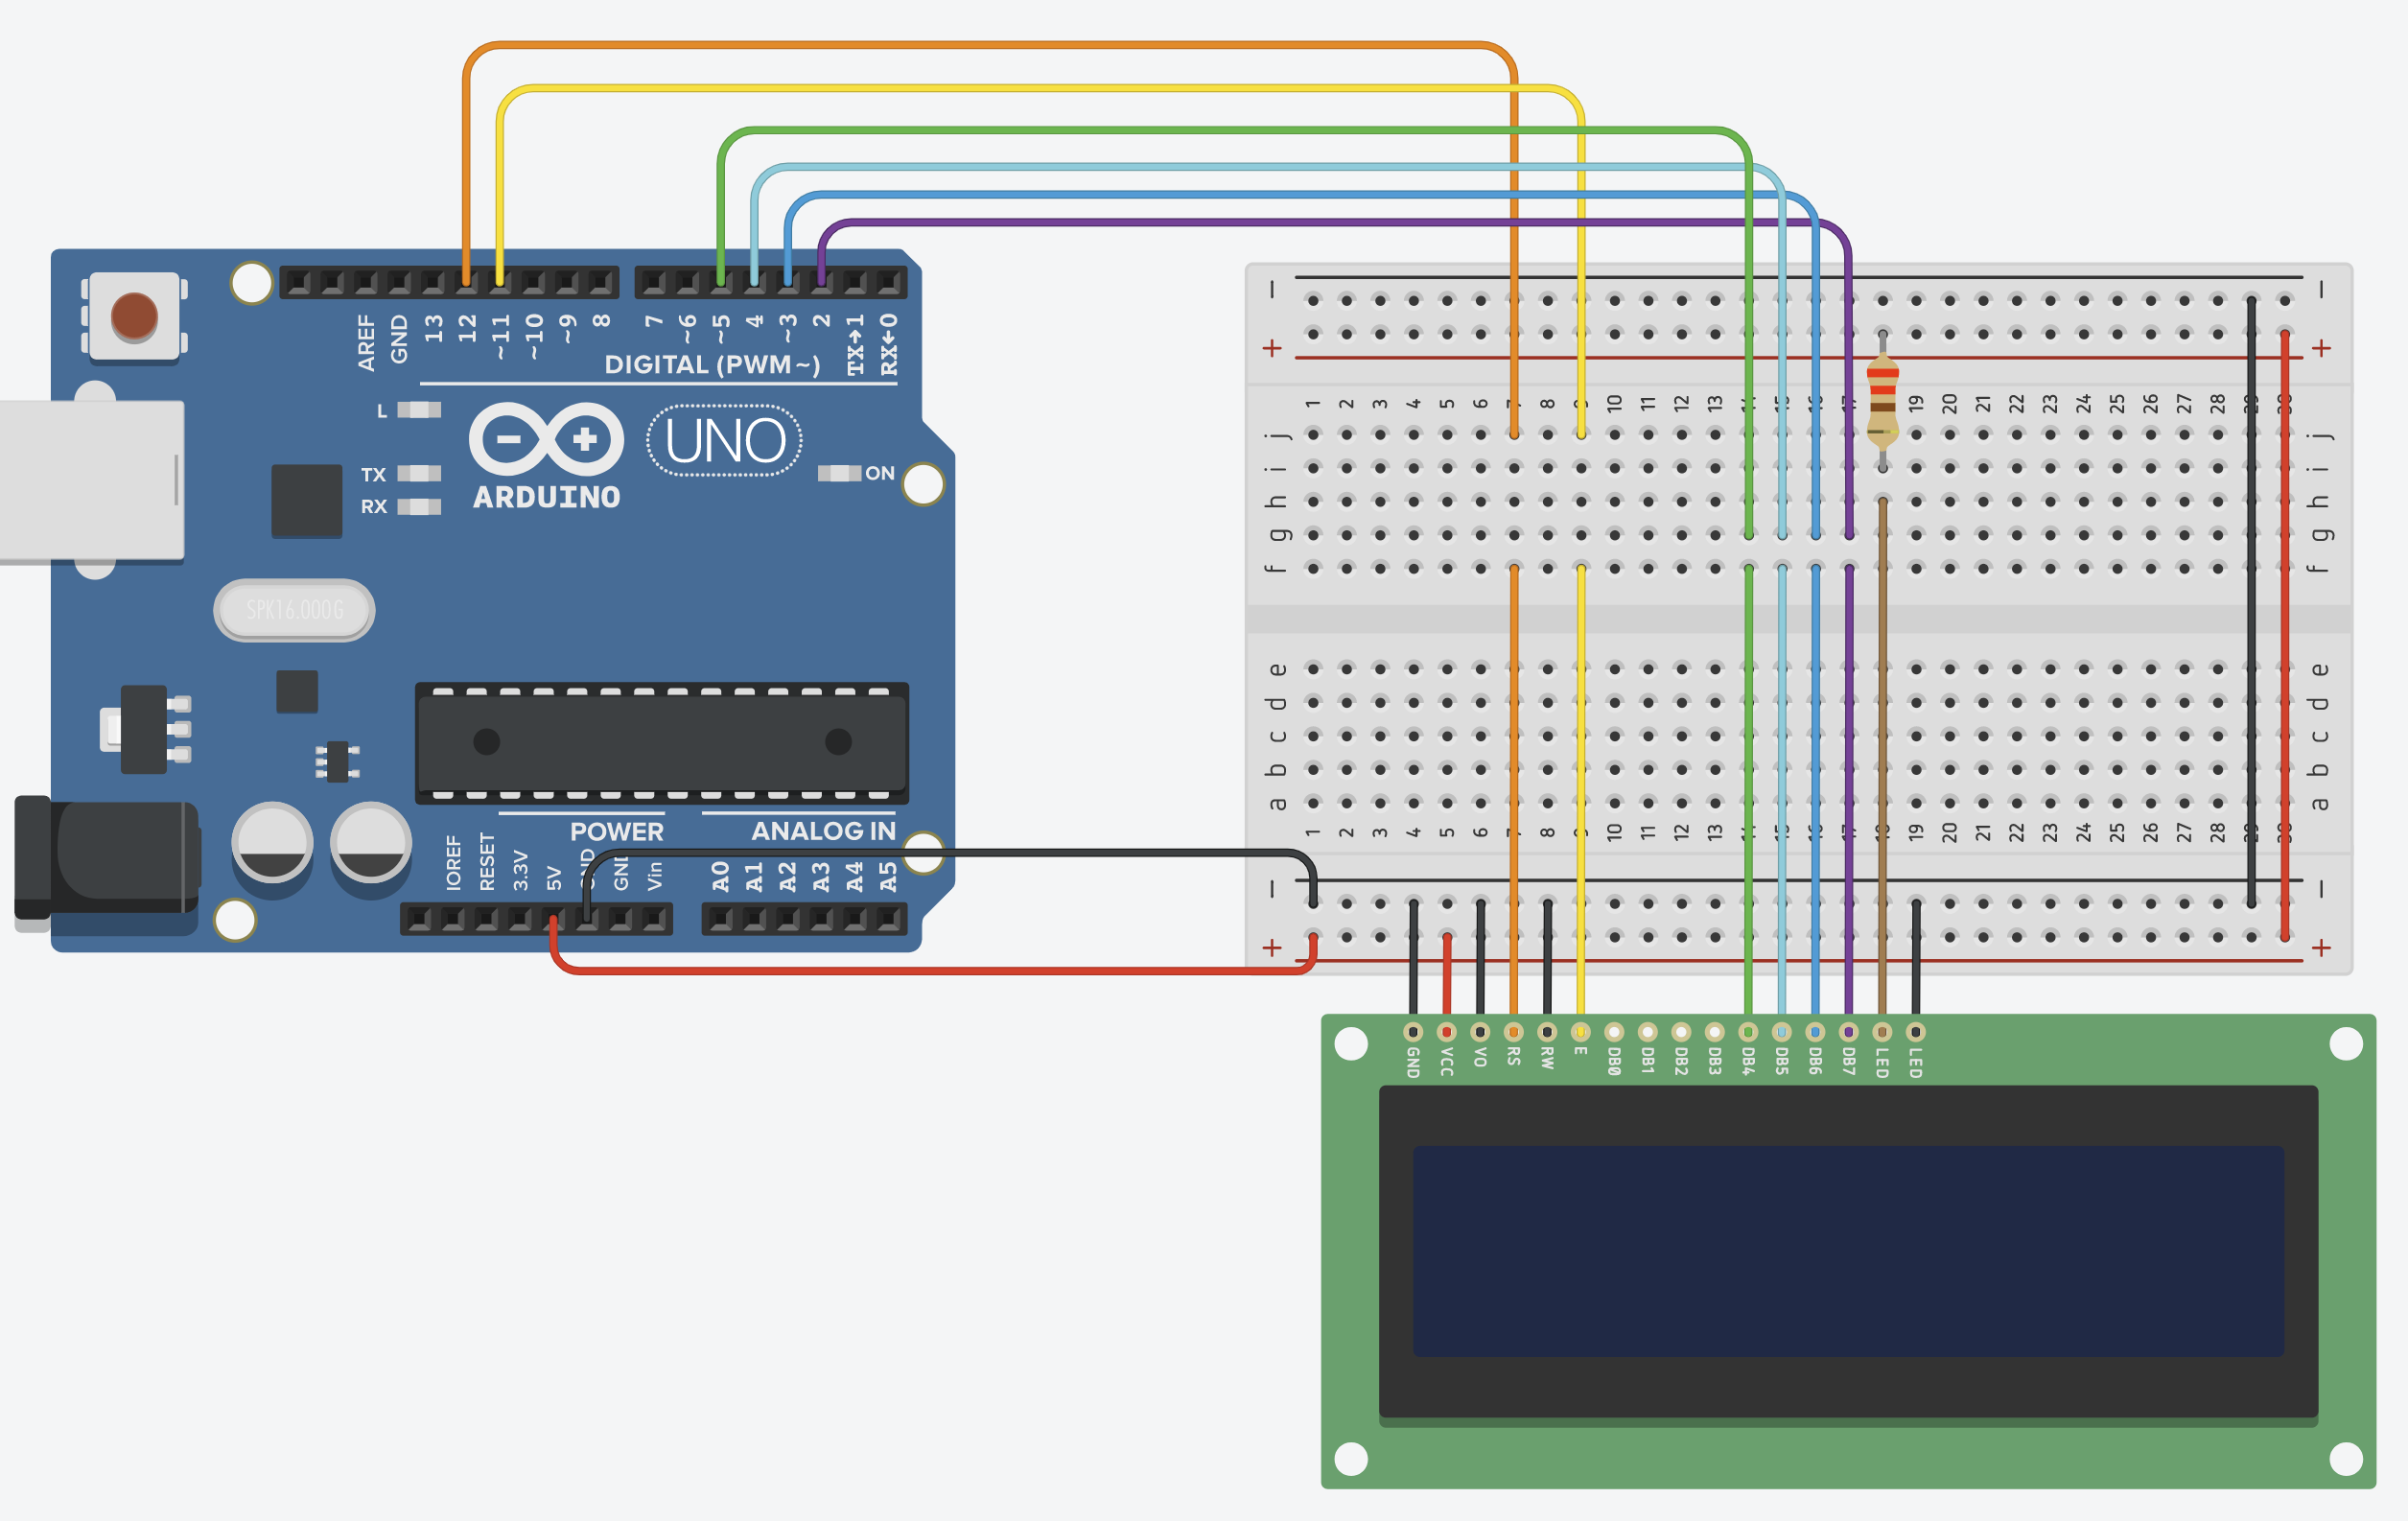 AREF GND 13 12 ~11 ~10 ~9 8 7 ~6 ~5 4 ~3 2 TX→1 RX←0
DIGITAL (PWM ~)
L
TX
RX
UNO
ON
ARDUINO
SPK16.000G
POWER ANALOG IN
IOREF RESET 3.3V 5V GND GND Vin A0 A1 A2 A3 A4 A5
− −
+ +
1 2 3 4 5 6 7 8 9 10 11 12 13 14 15 16 17 19 20 21 22 23 24 25 26 27 28 29 30
j j
i i
h h
g g
f f
e e
d d
c c
b b
a a
1 2 3 4 5 6 7 8 9 10 11 12 13 14 15 16 17 18 19 20 21 22 23 24 25 26 27 28 29 30
− −
+ +
GND VCC VO RS RW E DB0 DB1 DB2 DB3 DB4 DB5 DB6 DB7 LED LED